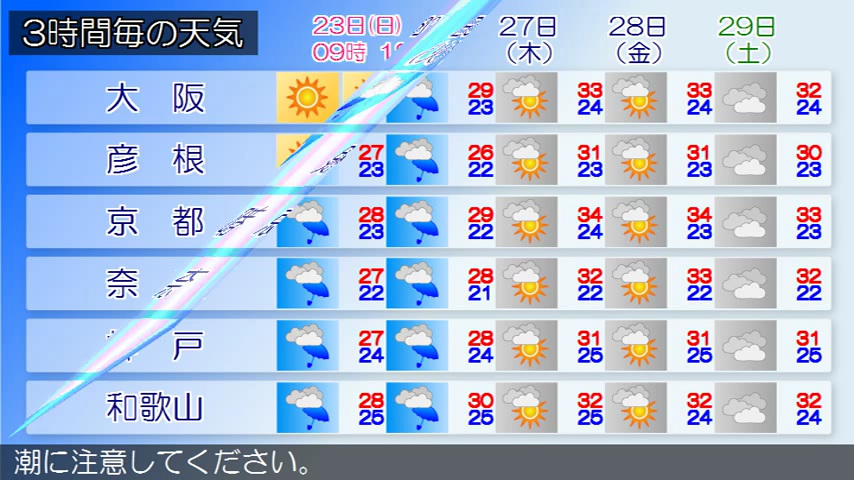 3時間毎の天気
23日(日) 27日 28日 29日
09時 (木) (金) (土)
大阪 29 23 33 24 33 24 32 24
彦根 27 23 26 22 31 23 31 23 30 23
京都 28 23 29 22 34 24 34 23 33 23
奈 27 22 28 21 32 22 33 22 32 22
戸 27 24 28 24 31 25 31 25 31 25
和歌山 28 25 30 25 32 25 32 24 32 24
潮に注意してください。